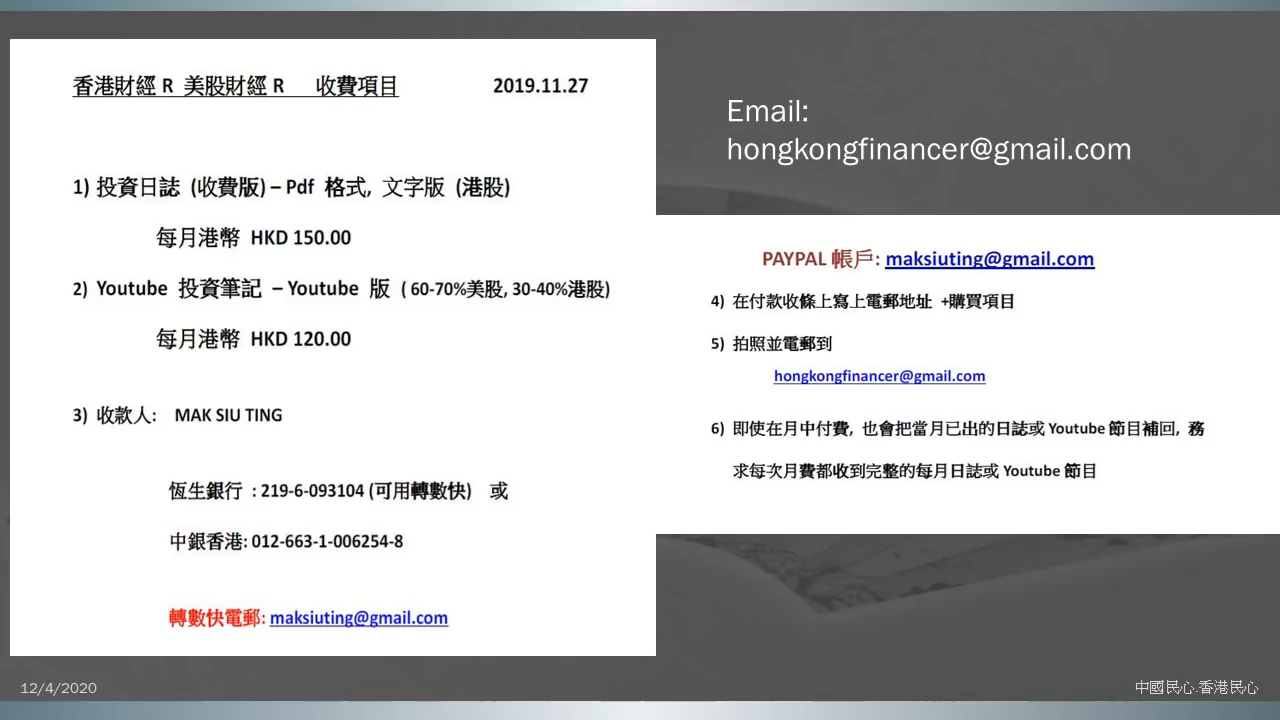 香港財經 R 美股財經 R 收費項目 2019.11.27
1) 投資日誌 (收費版) – Pdf 格式, 文字版 (港股)
每月港幣 HKD 150.00
2) Youtube 投資筆記 – Youtube 版 ( 60-70%美股, 30-40%港股)
每月港幣 HKD 120.00
3) 收款人: MAK SIU TING
恆生銀行 : 219-6-093104 (可用轉數快) 或
中銀香港: 012-663-1-006254-8
轉數快電郵: maksiuting@gmail.com
Email:
hongkongfinancer@gmail.com
PAYPAL 帳戶: maksiuting@gmail.com
4) 在付款收條上寫上電郵地址 +購買項目
5) 拍照並電郵到
hongkongfinancer@gmail.com
6) 即使在月中付費, 也會把當月已出的日誌或 Youtube 節目補回, 務
求每次月費都收到完整的每月日誌或 Youtube 節目
12/4/2020
中國民心.香港民心